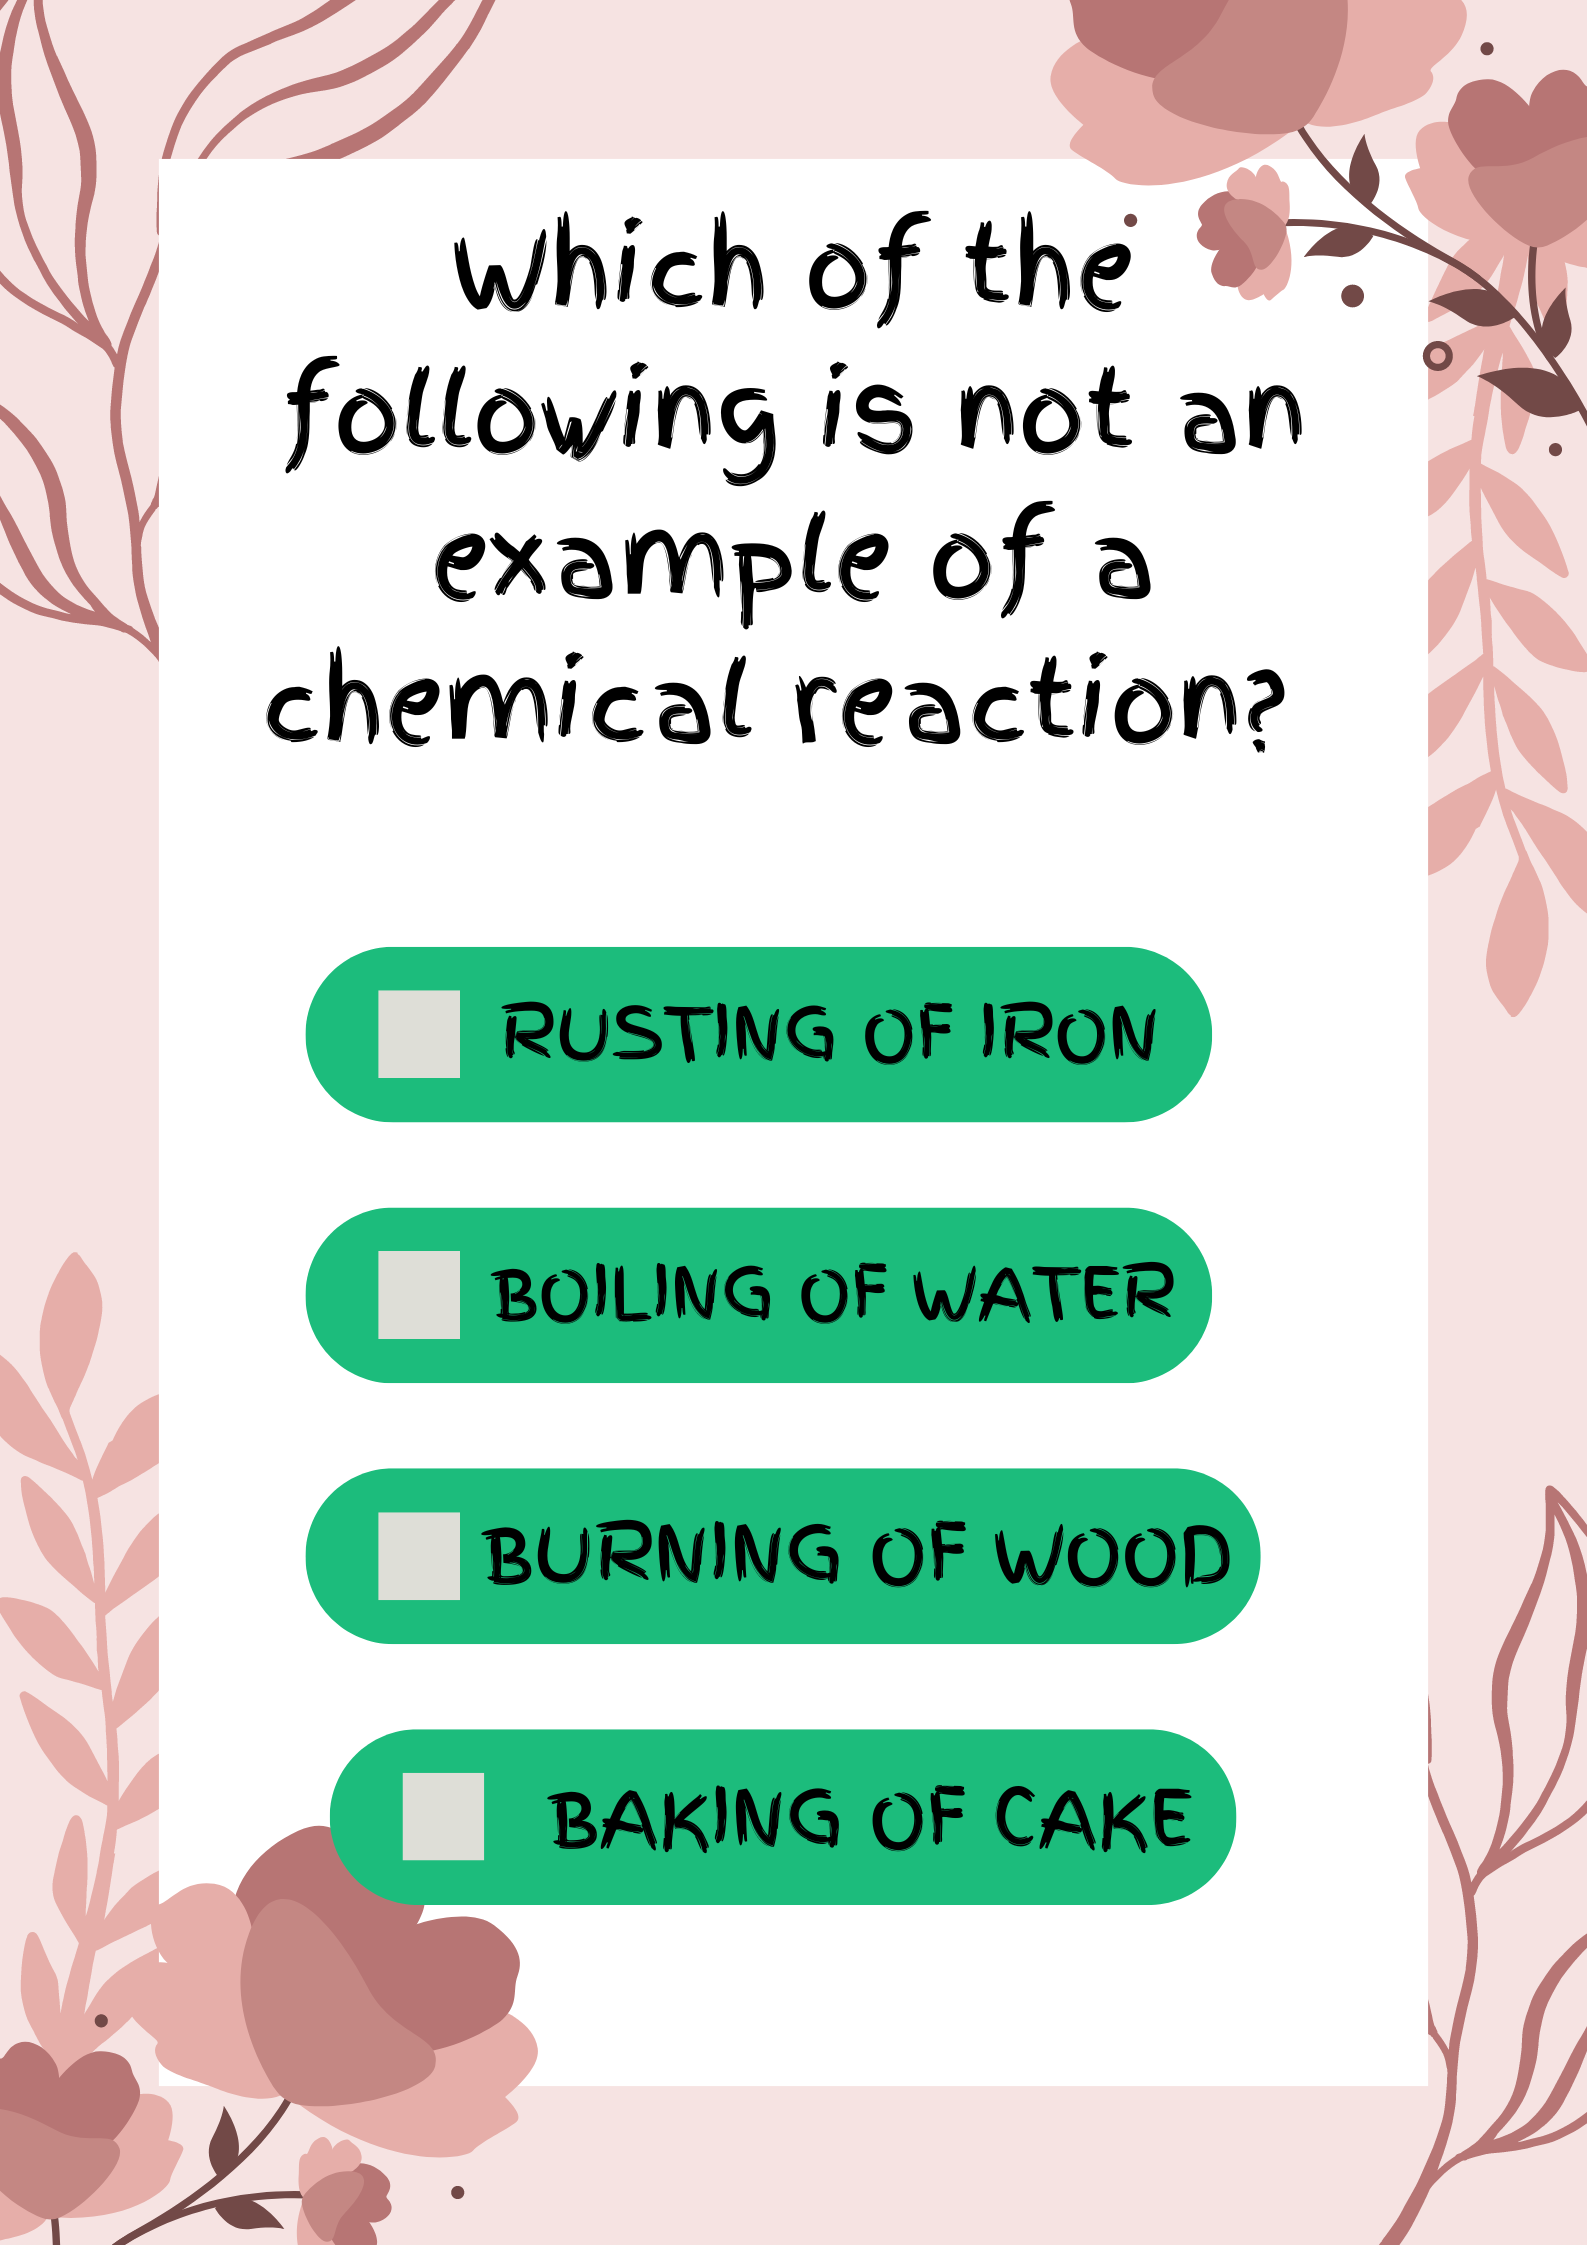 Which of the
following is not an
example of a
chemical reaction?
RUSTING OF IRON
BOILING OF WATER
BURNING OF WOOD
BAKING OF CAKE